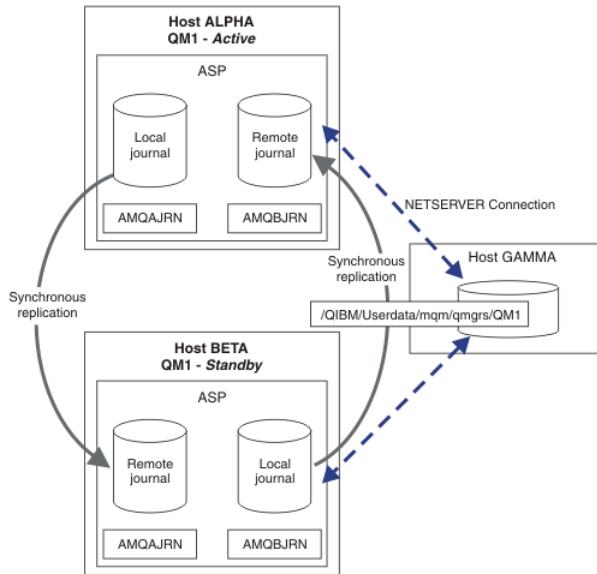 Host ALPHA
QM1 - Active
ASP
Local
journal
Remote
journal
AMQAJRN
AMQBJRN
NETSERVER Connection
Host GAMMA
/QIBM/Userdata/mqm/qmgrs/QM1
Synchronous
replication
Synchronous
replication
Host BETA
QM1 - Standby
ASP
Remote
journal
Local
journal
AMQAJRN
AMQBJRN